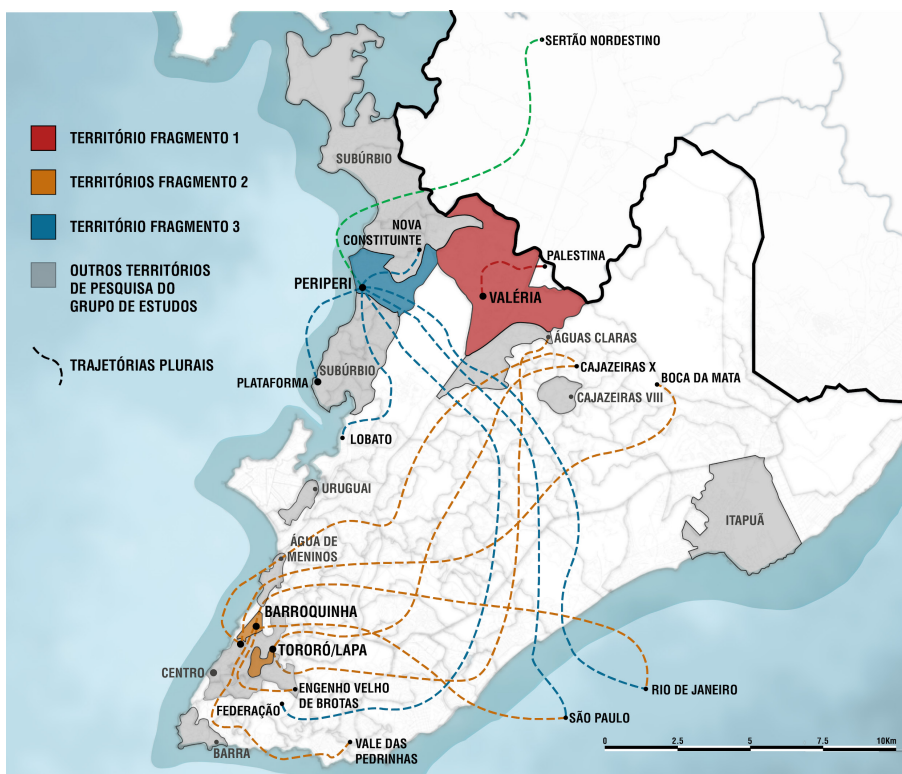 SERTÃO NORDESTINO
TERRITÓRIO FRAGMENTO 1
TERRITÓRIOS FRAGMENTO 2
TERRITÓRIO FRAGMENTO 3
OUTROS TERRITÓRIOS
DE PESQUISA DO
GRUPO DE ESTUDOS
TRAJETÓRIAS PLURAIS
SUBÚRBIO
NOVA
CONSTITUINTE
PALESTINA
PERIPERI
VALÉRIA
ÁGUAS CLARAS
SUBÚRBIO
CAJAZEIRAS X
BOCA DA MATA
PLATAFORMA
CAJAZEIRAS VIII
LOBATO
URUGUAI
ITAPUÃ
ÁGUA DE
MENINOS
BARROQUINHA
TORORÓ/LAPA
CENTRO
ENGENHO VELHO
DE BROTAS
FEDERAÇÃO
RIO DE JANEIRO
SÃO PAULO
BARRA
VALE DAS
PEDRINHAS
0 2.5 5 7.5 10Km